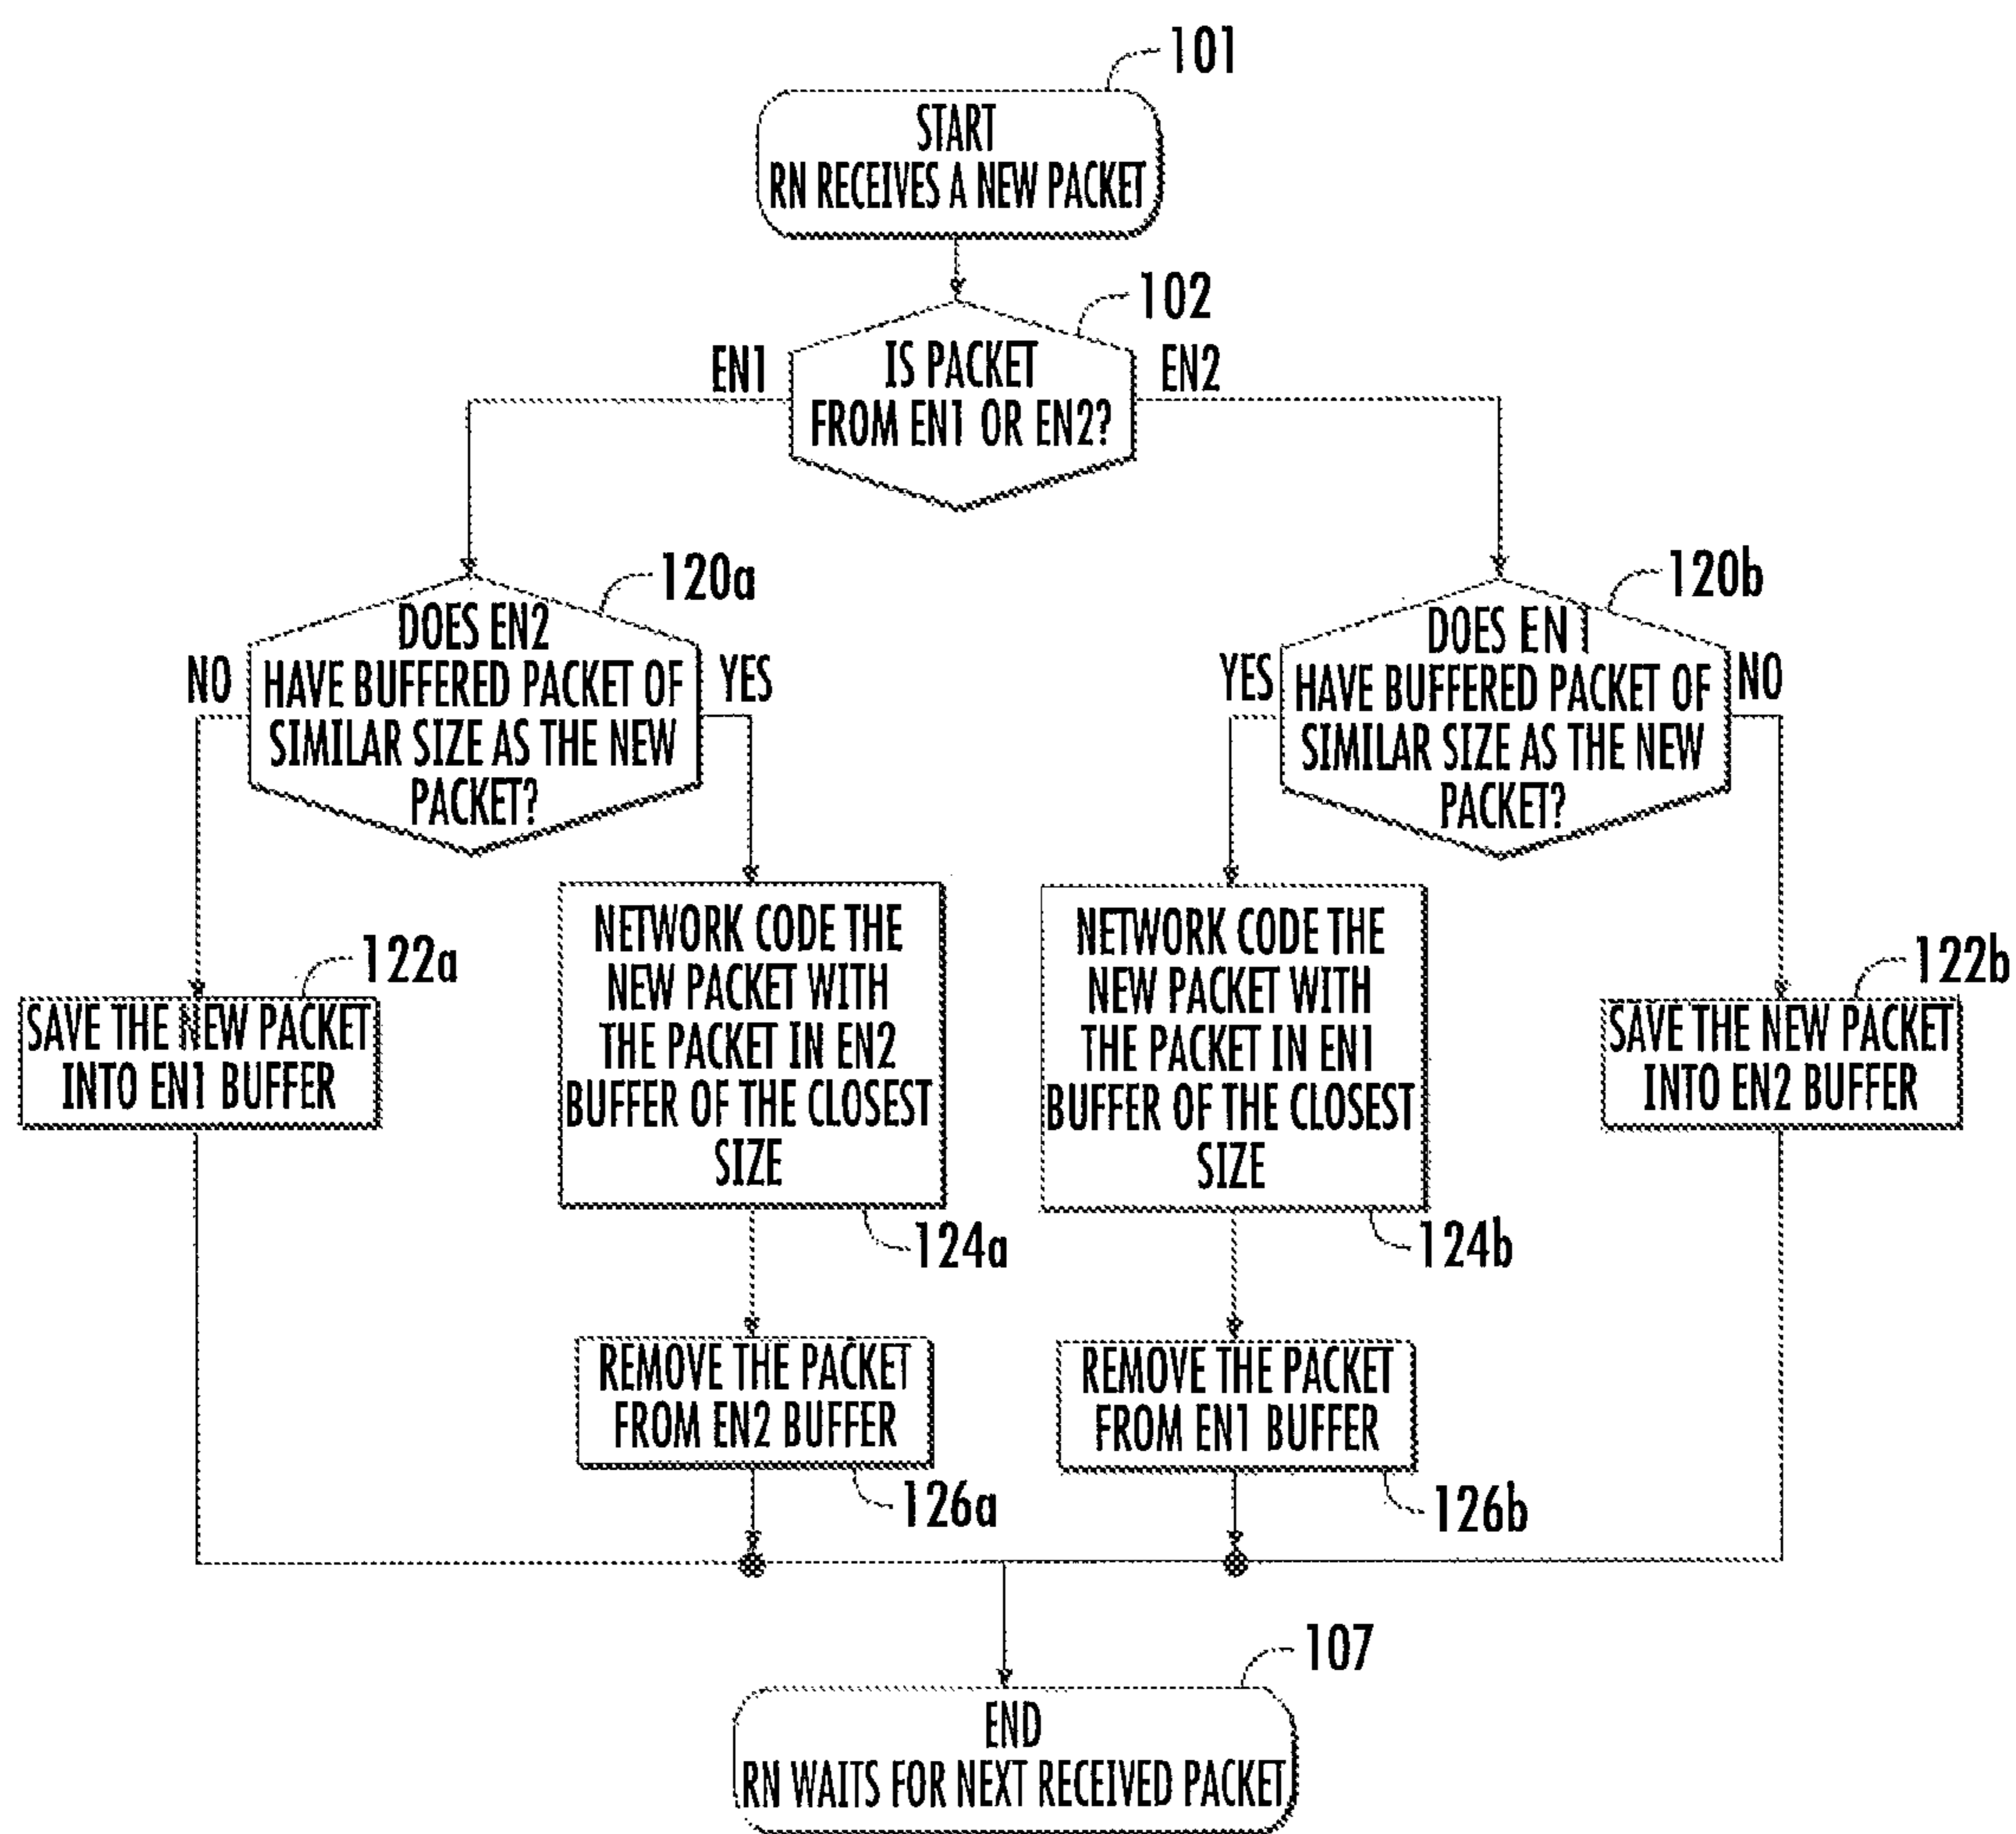 101
START
RN RECEIVES A NEW PACKET
102
EN1
IS PACKET
FROM EN1 OR EN2?
EN2
120a
DOES EN2
HAVE BUFFERED PACKET OF
SIMILAR SIZE AS THE NEW
PACKET?
NO
YES
120b
DOES EN1
HAVE BUFFERED PACKET OF
SIMILAR SIZE AS THE NEW
PACKET?
YES
NO
122a
SAVE THE NEW PACKET
INTO EN1 BUFFER
NETWORK CODE THE
NEW PACKET WITH
THE PACKET IN EN2
BUFFER OF THE CLOSEST
SIZE
124a
NETWORK CODE THE
NEW PACKET WITH
THE PACKET IN EN1
BUFFER OF THE CLOSEST
SIZE
124b
122b
SAVE THE NEW PACKET
INTO EN2 BUFFER
REMOVE THE PACKET
FROM EN2 BUFFER
126a
REMOVE THE PACKET
FROM EN1 BUFFER
126b
107
END
RN WAITS FOR NEXT RECEIVED PACKET